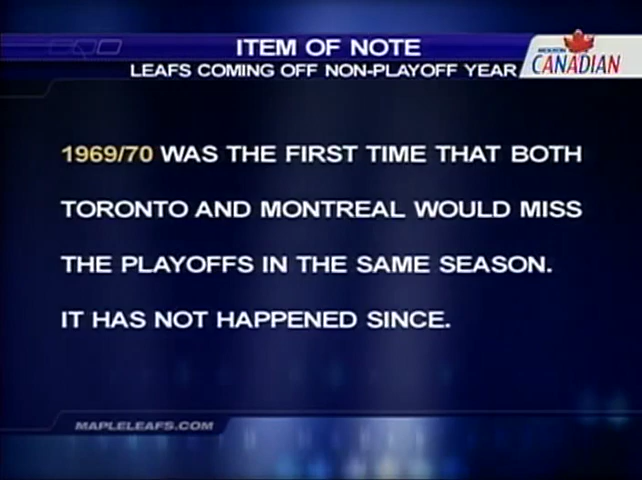 ITEM OF NOTE
LEAFS COMING OFF NON-PLAYOFF YEAR
MOLSON
CANADIAN
1969/70 WAS THE FIRST TIME THAT BOTH
TORONTO AND MONTREAL WOULD MISS
THE PLAYOFFS IN THE SAME SEASON.
IT HAS NOT HAPPENED SINCE.
MAPLELEAFS.COM